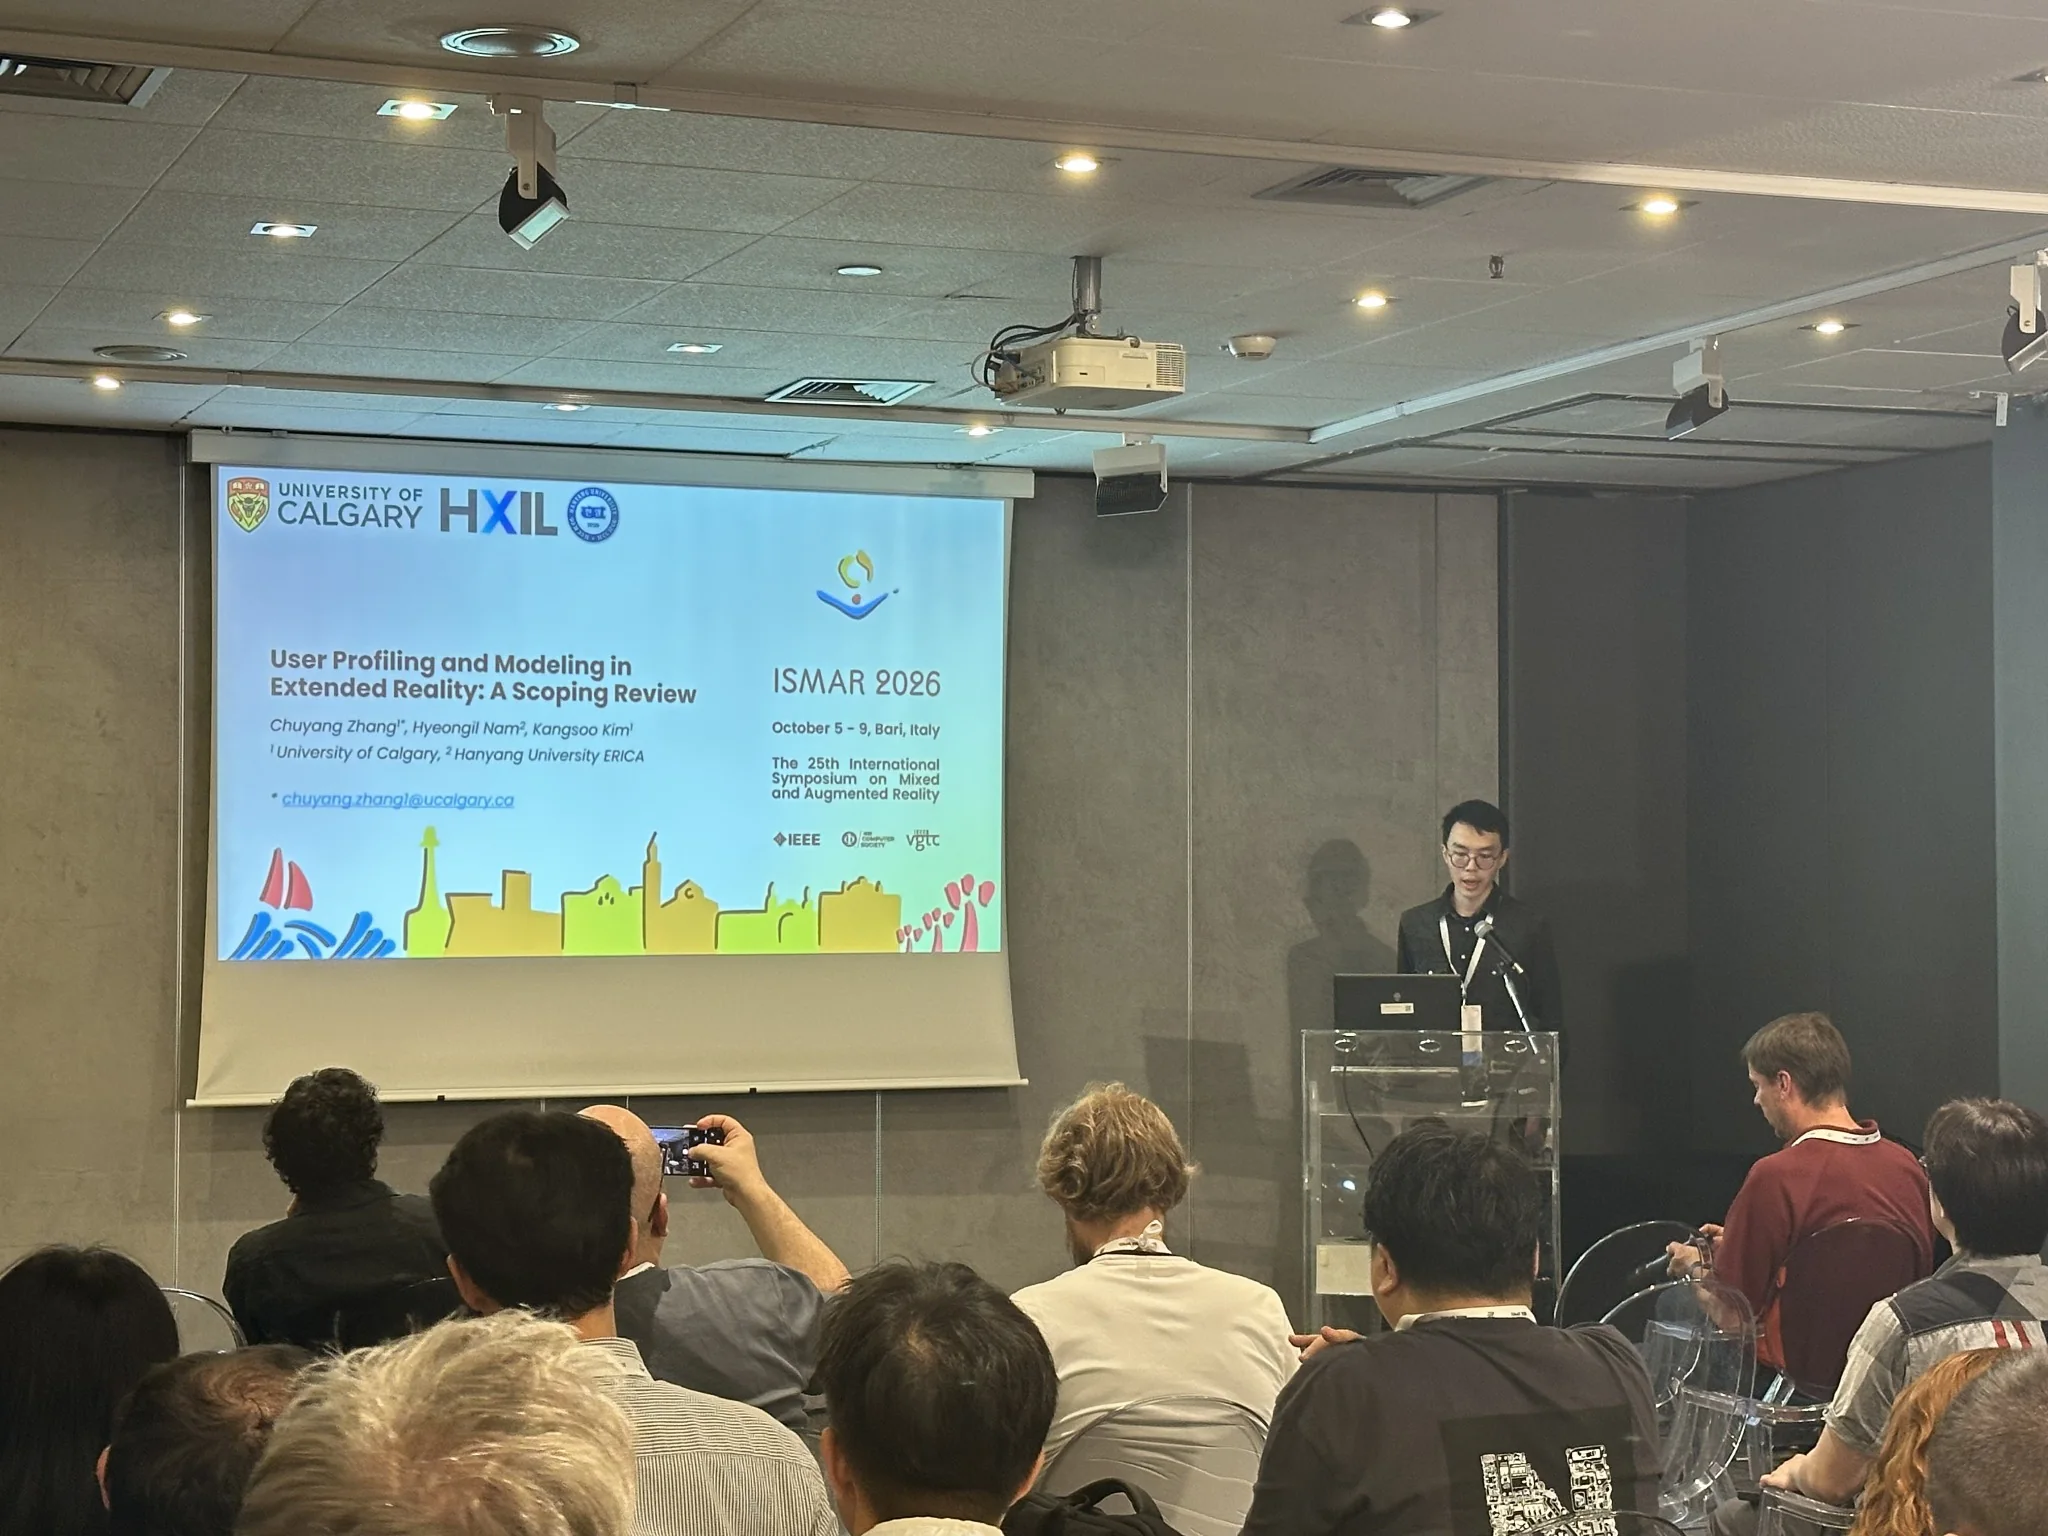 UNIVERSITY OF
CALGARY
HXIL
User Profiling and Modeling in
Extended Reality: A Scoping Review
Chuyang Zhang¹*, Hyeongil Nam², Kangsoo Kim¹
¹ University of Calgary, ² Hanyang University ERICA
* chuyang.zhang1@ucalgary.ca
ISMAR 2026
October 5 - 9, Bari, Italy
The 25th International
Symposium on Mixed
and Augmented Reality
IEEE
COMPUTER
SOCIETY
vgtc